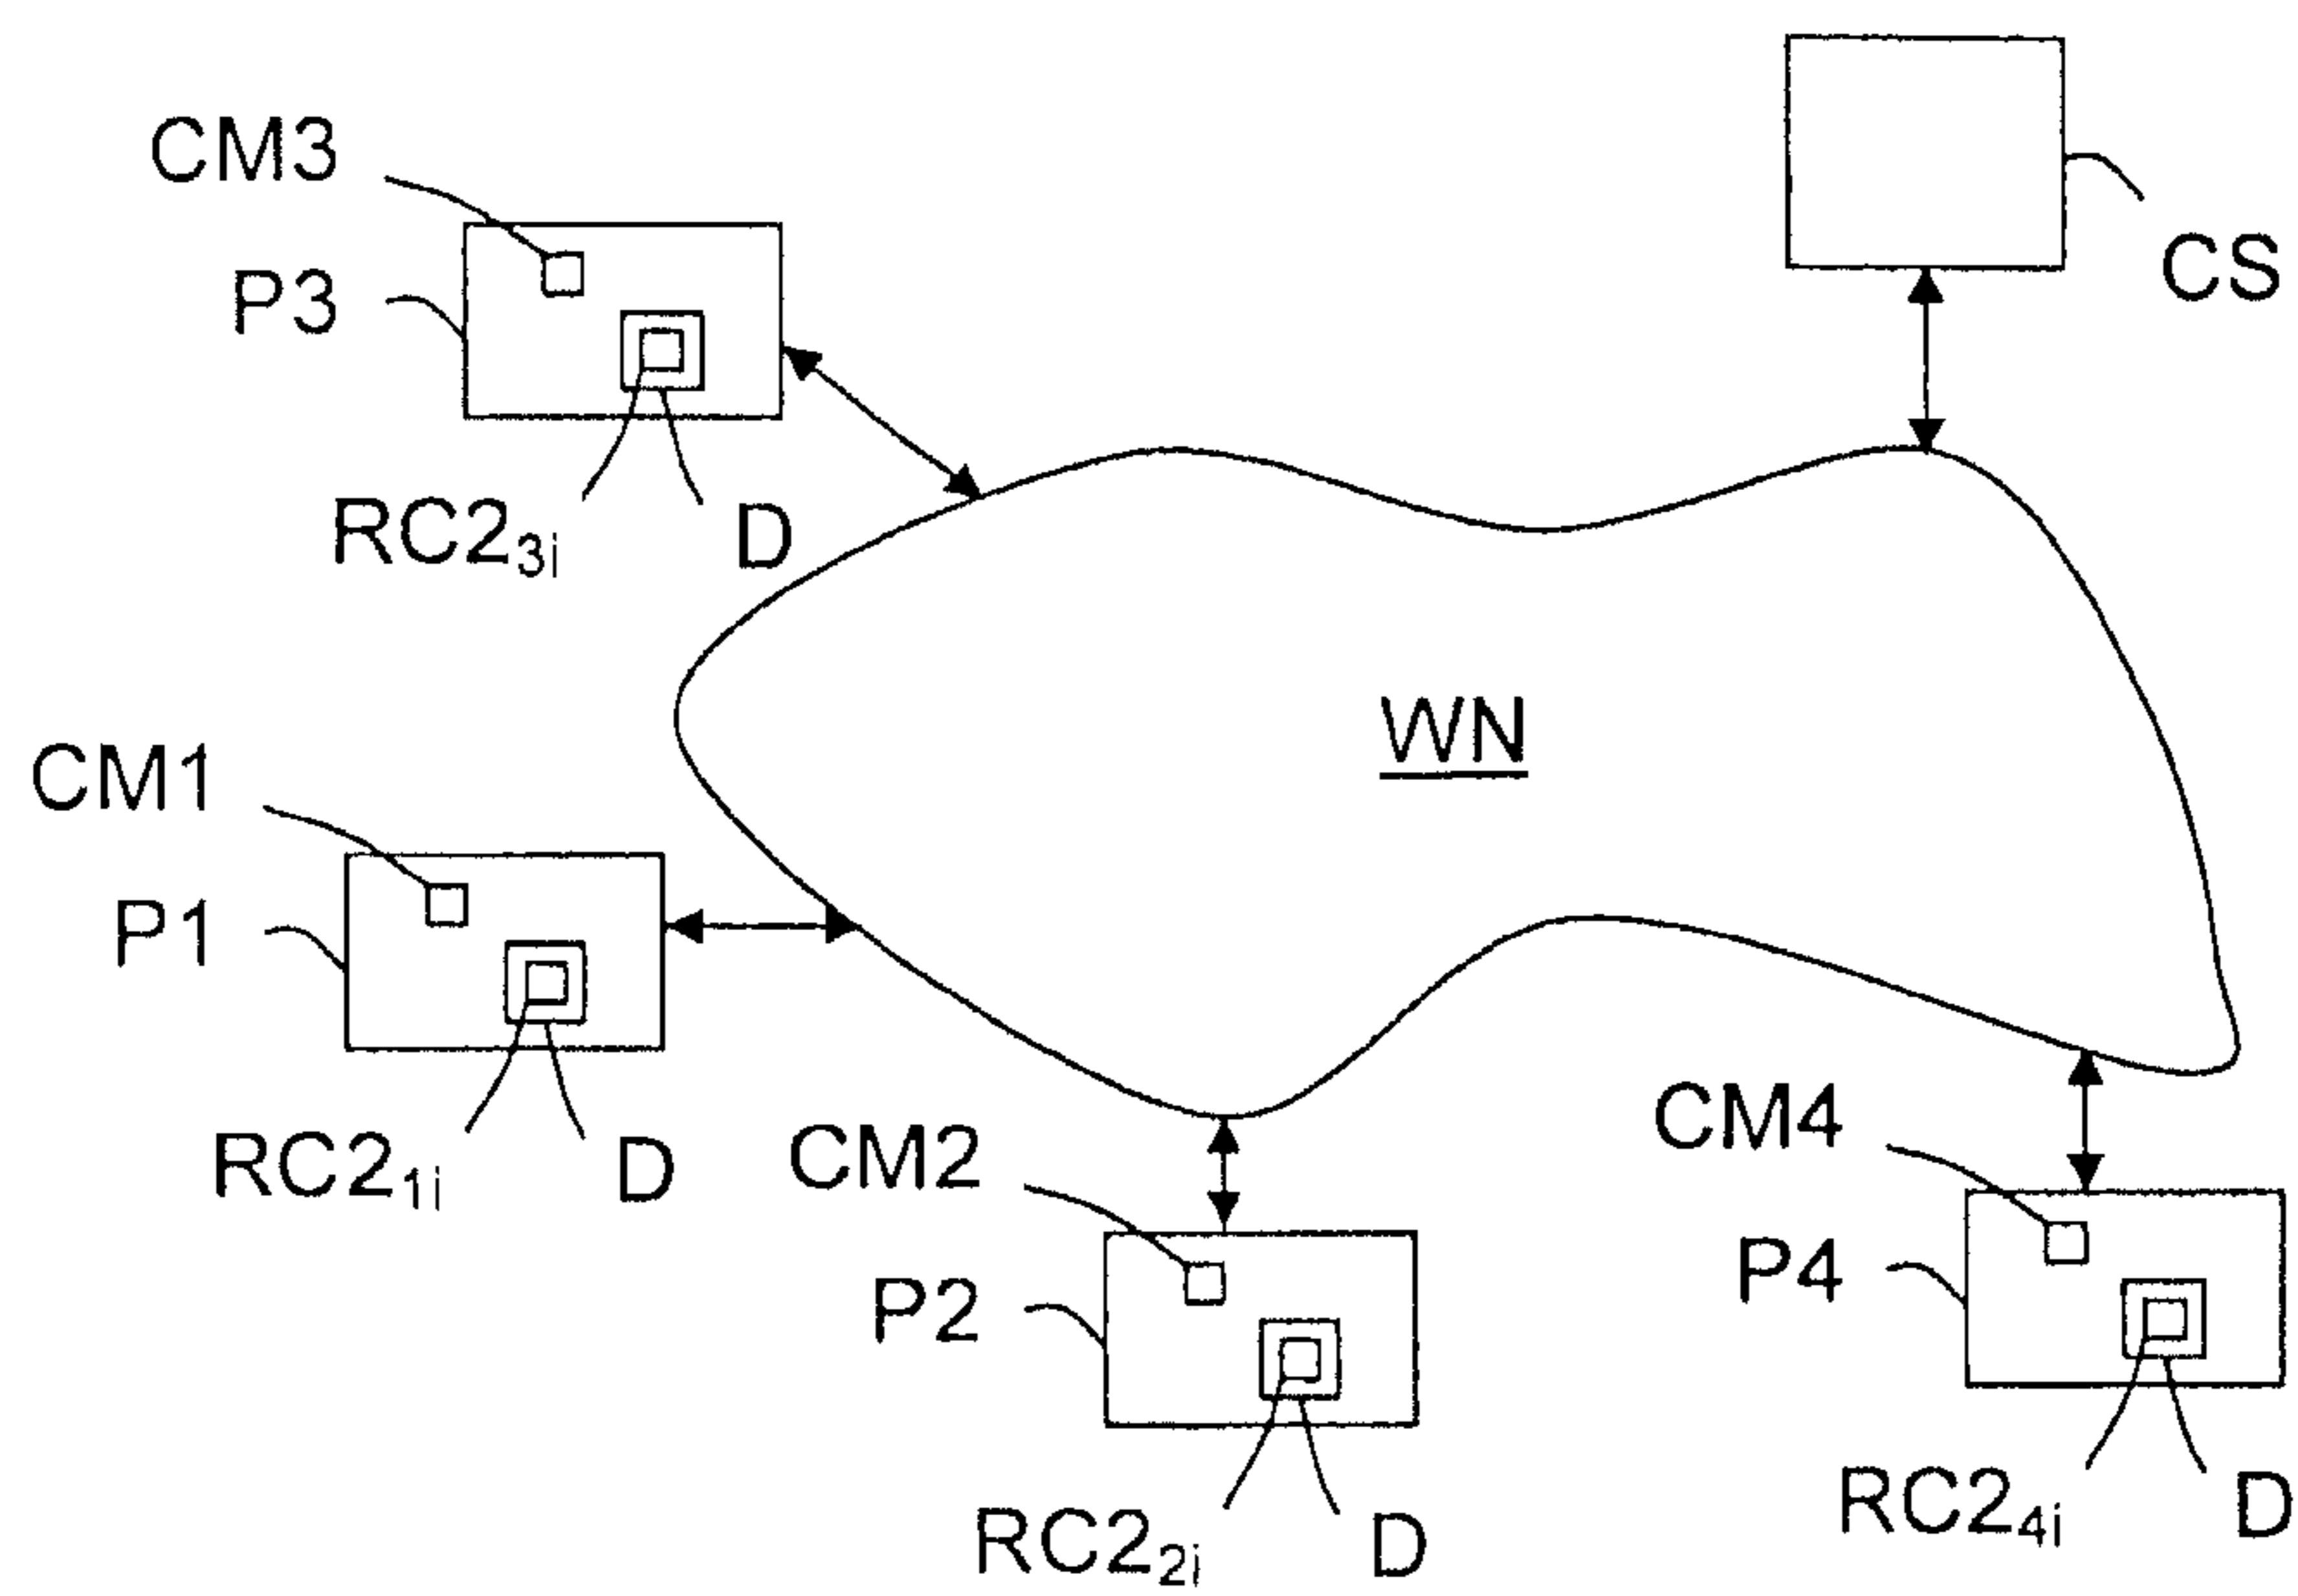 CM3
P3
CS
RC2₃ᵢ
D
WN
CM1
P1
RC2₁ᵢ
D
CM2
P2
CM4
P4
RC2₂ᵢ
D
RC2₄ᵢ
D